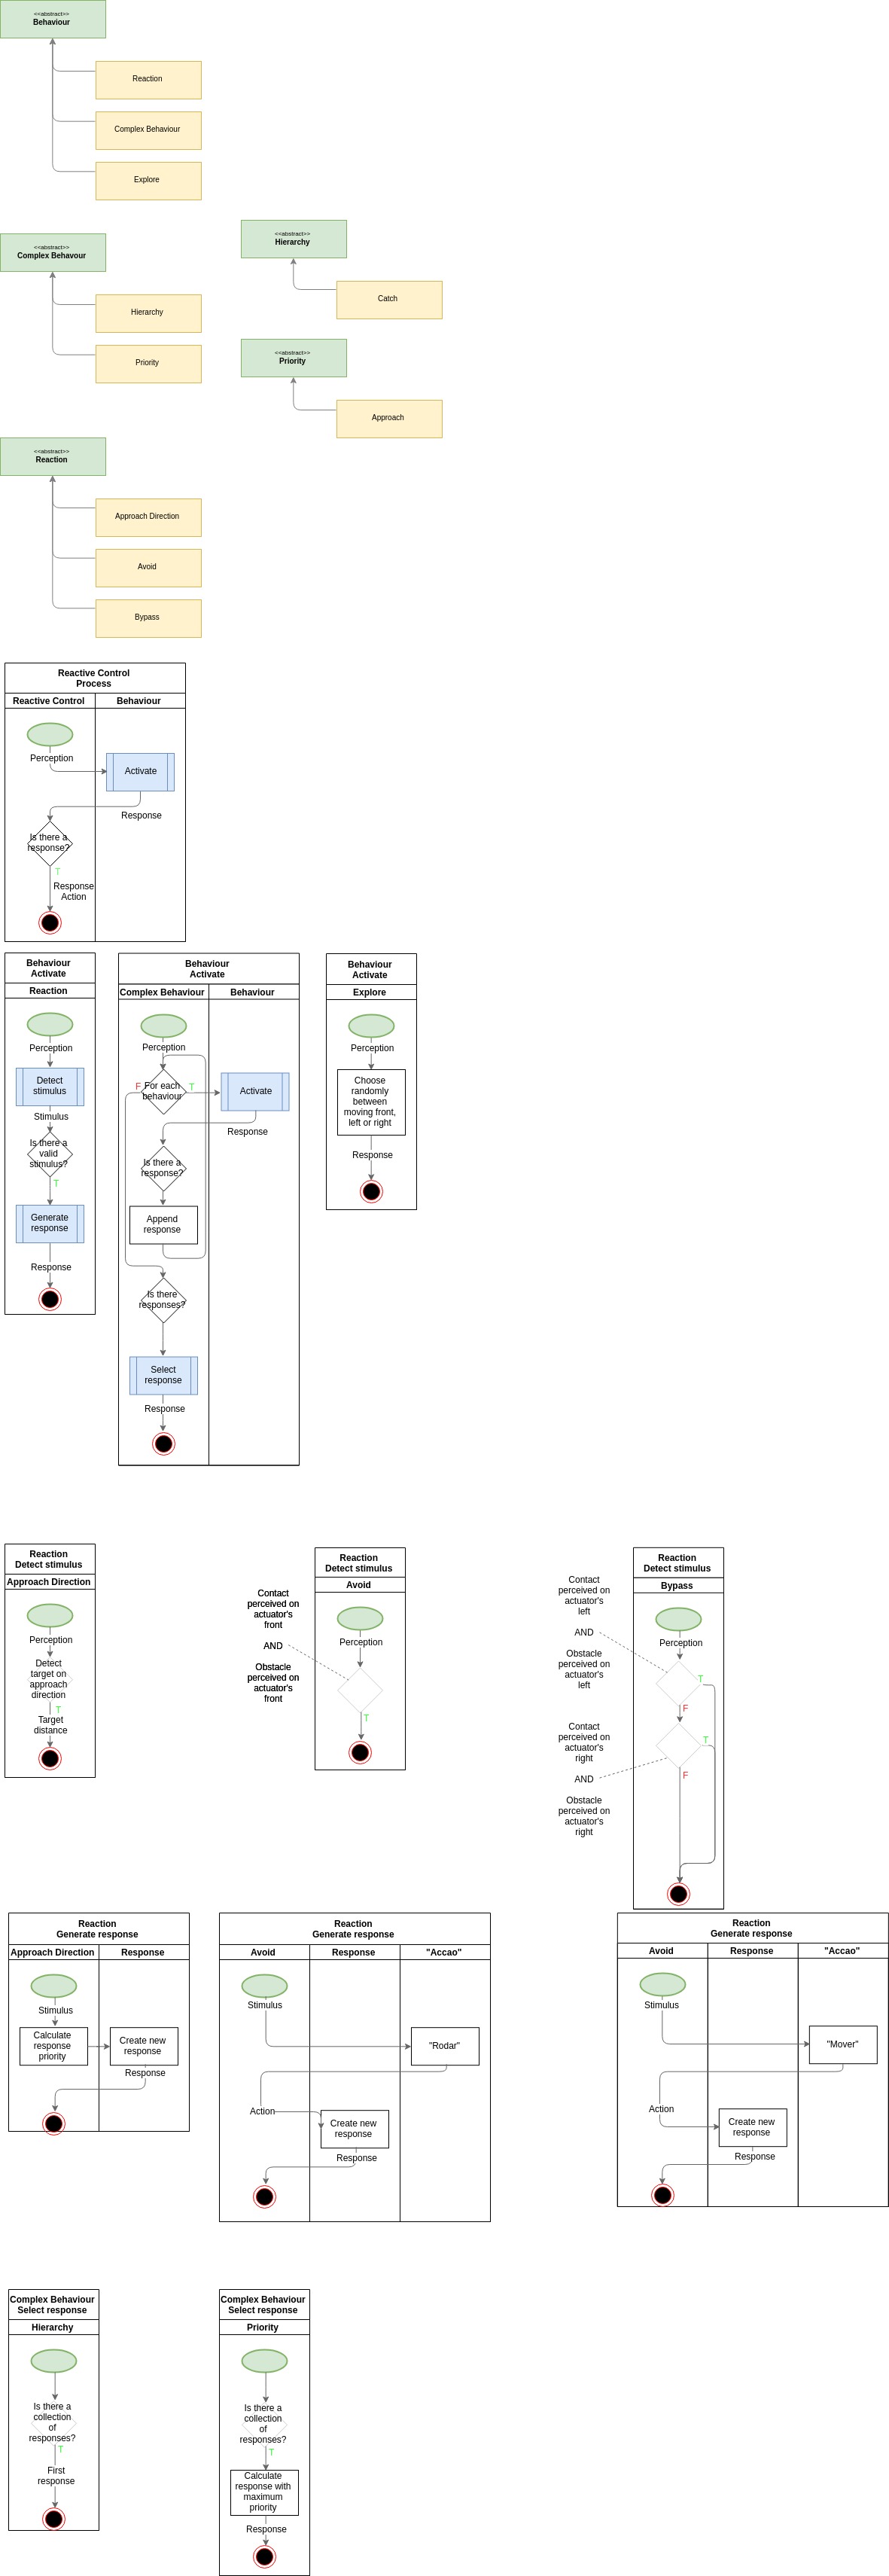 <<abstract>>
Behaviour
Reaction
Complex Behaviour
Explore
<<abstract>>
Hierarchy
<<abstract>>
Complex Behavour
Catch
Hierarchy
<<abstract>>
Priority
Priority
Approach
<<abstract>>
Reaction
Approach Direction
Avoid
Bypass
Reactive Control
Process
Reactive Control
Behaviour
Perception
Activate
Response
Is there a
response?
T
Response
Action
Behaviour
Activate
Reaction
Perception
Detect
stimulus
Stimulus
Is there a
valid
stimulus?
T
Generate
response
Response
Behaviour
Activate
Complex Behaviour
Behaviour
Perception
F
For each
behaviour
T
Activate
Response
Is there a
response?
Append
response
Is there
responses?
Select
response
Response
Behaviour
Activate
Explore
Perception
Choose
randomly
between
moving front,
left or right
Response
Reaction
Detect stimulus
Approach Direction
Perception
Detect
target on
approach
direction
T
Target
distance
Reaction
Detect stimulus
Avoid
Contact
perceived on
actuator's
front
AND
Obstacle
perceived on
actuator's
front
Perception
T
Reaction
Detect stimulus
Bypass
Contact
perceived on
actuator's
left
AND
Obstacle
perceived on
actuator's
left
Perception
T
F
Contact
perceived on
actuator's
right
AND
Obstacle
perceived on
actuator's
right
T
F
Reaction
Generate response
Approach Direction
Response
Stimulus
Calculate
response
priority
Create new
response
Response
Reaction
Generate response
Avoid
Response
"Accao"
Stimulus
"Rodar"
Action
Create new
response
Response
Reaction
Generate response
Avoid
Response
"Accao"
Stimulus
"Mover"
Action
Create new
response
Response
Complex Behaviour
Select response
Hierarchy
Is there a
collection
of
responses?
T
First
response
Complex Behaviour
Select response
Priority
Is there a
collection
of
responses?
T
Calculate
response with
maximum
priority
Response